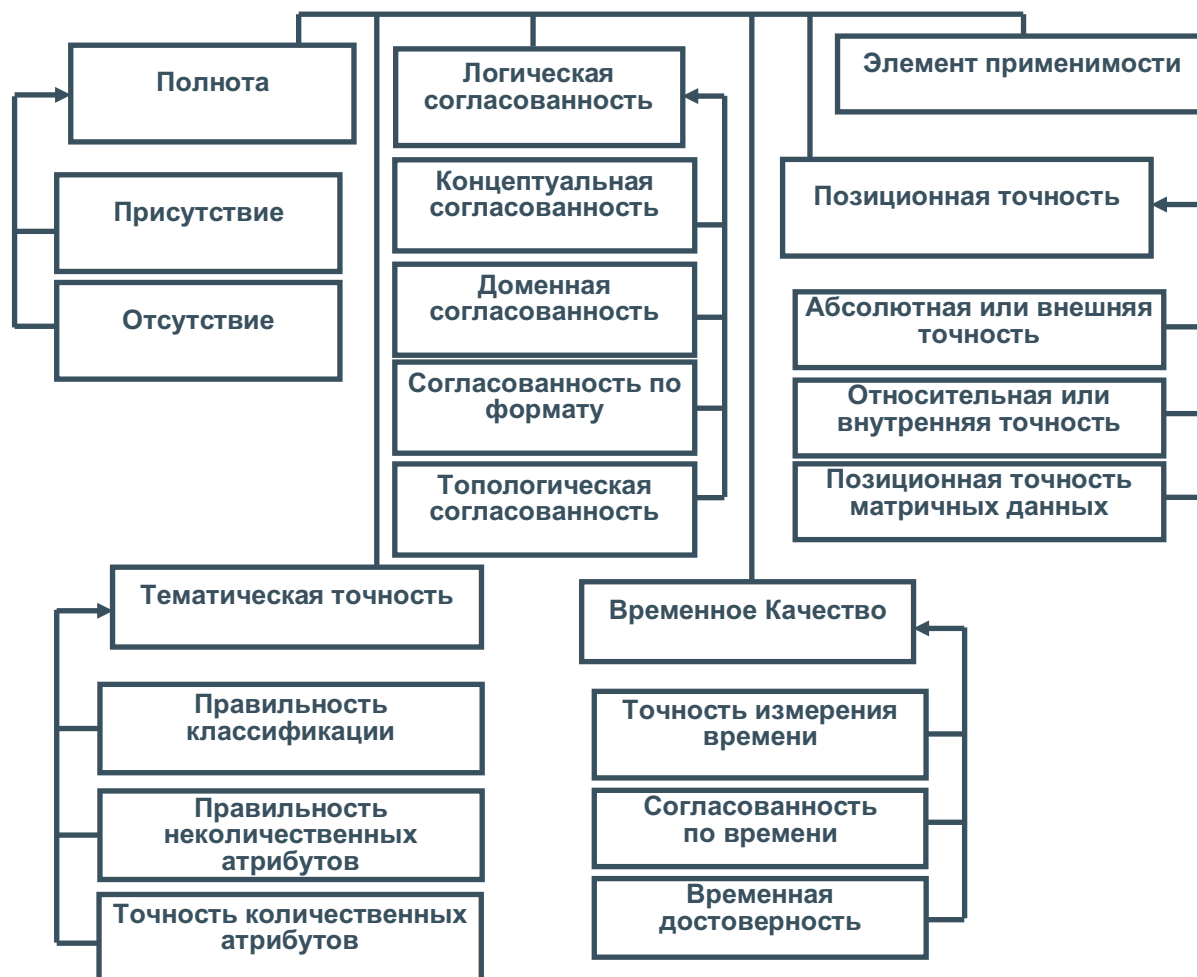 Полнота
Присутствие
Отсутствие
Логическая
согласованность
Концептуальная
согласованность
Доменная
согласованность
Согласованность по
формату
Топологическая
согласованность
Элемент применимости
Позиционная точность
Абсолютная или внешняя
точность
Относительная или
внутренняя точность
Позиционная точность
матричных данных
Тематическая точность
Правильность
классификации
Правильность
неколичественных
атрибутов
Точность количественных
атрибутов
Временное Качество
Точность измерения
времени
Согласованность
по времени
Временная
достоверность